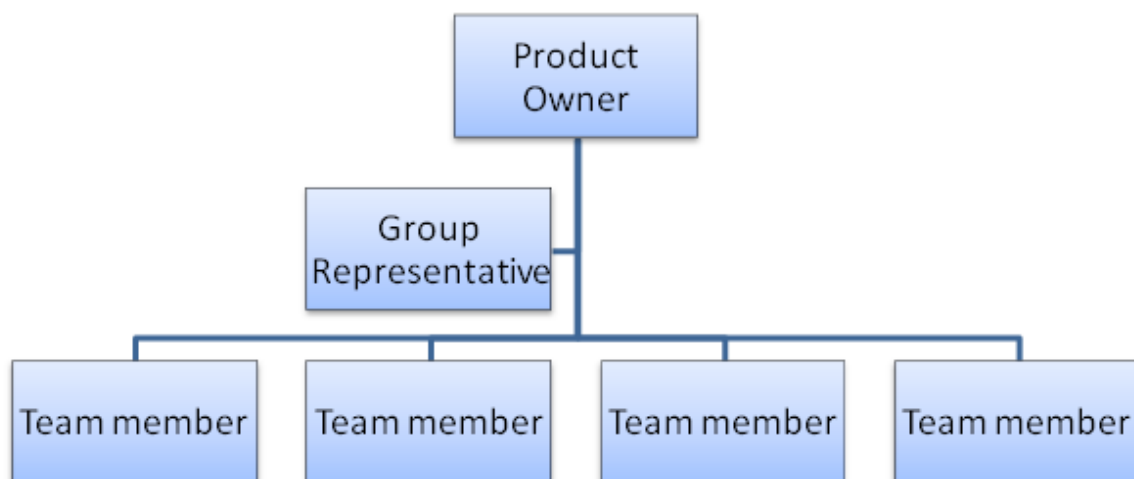 Product
Owner
Group
Representative
Team member
Team member
Team member
Team member